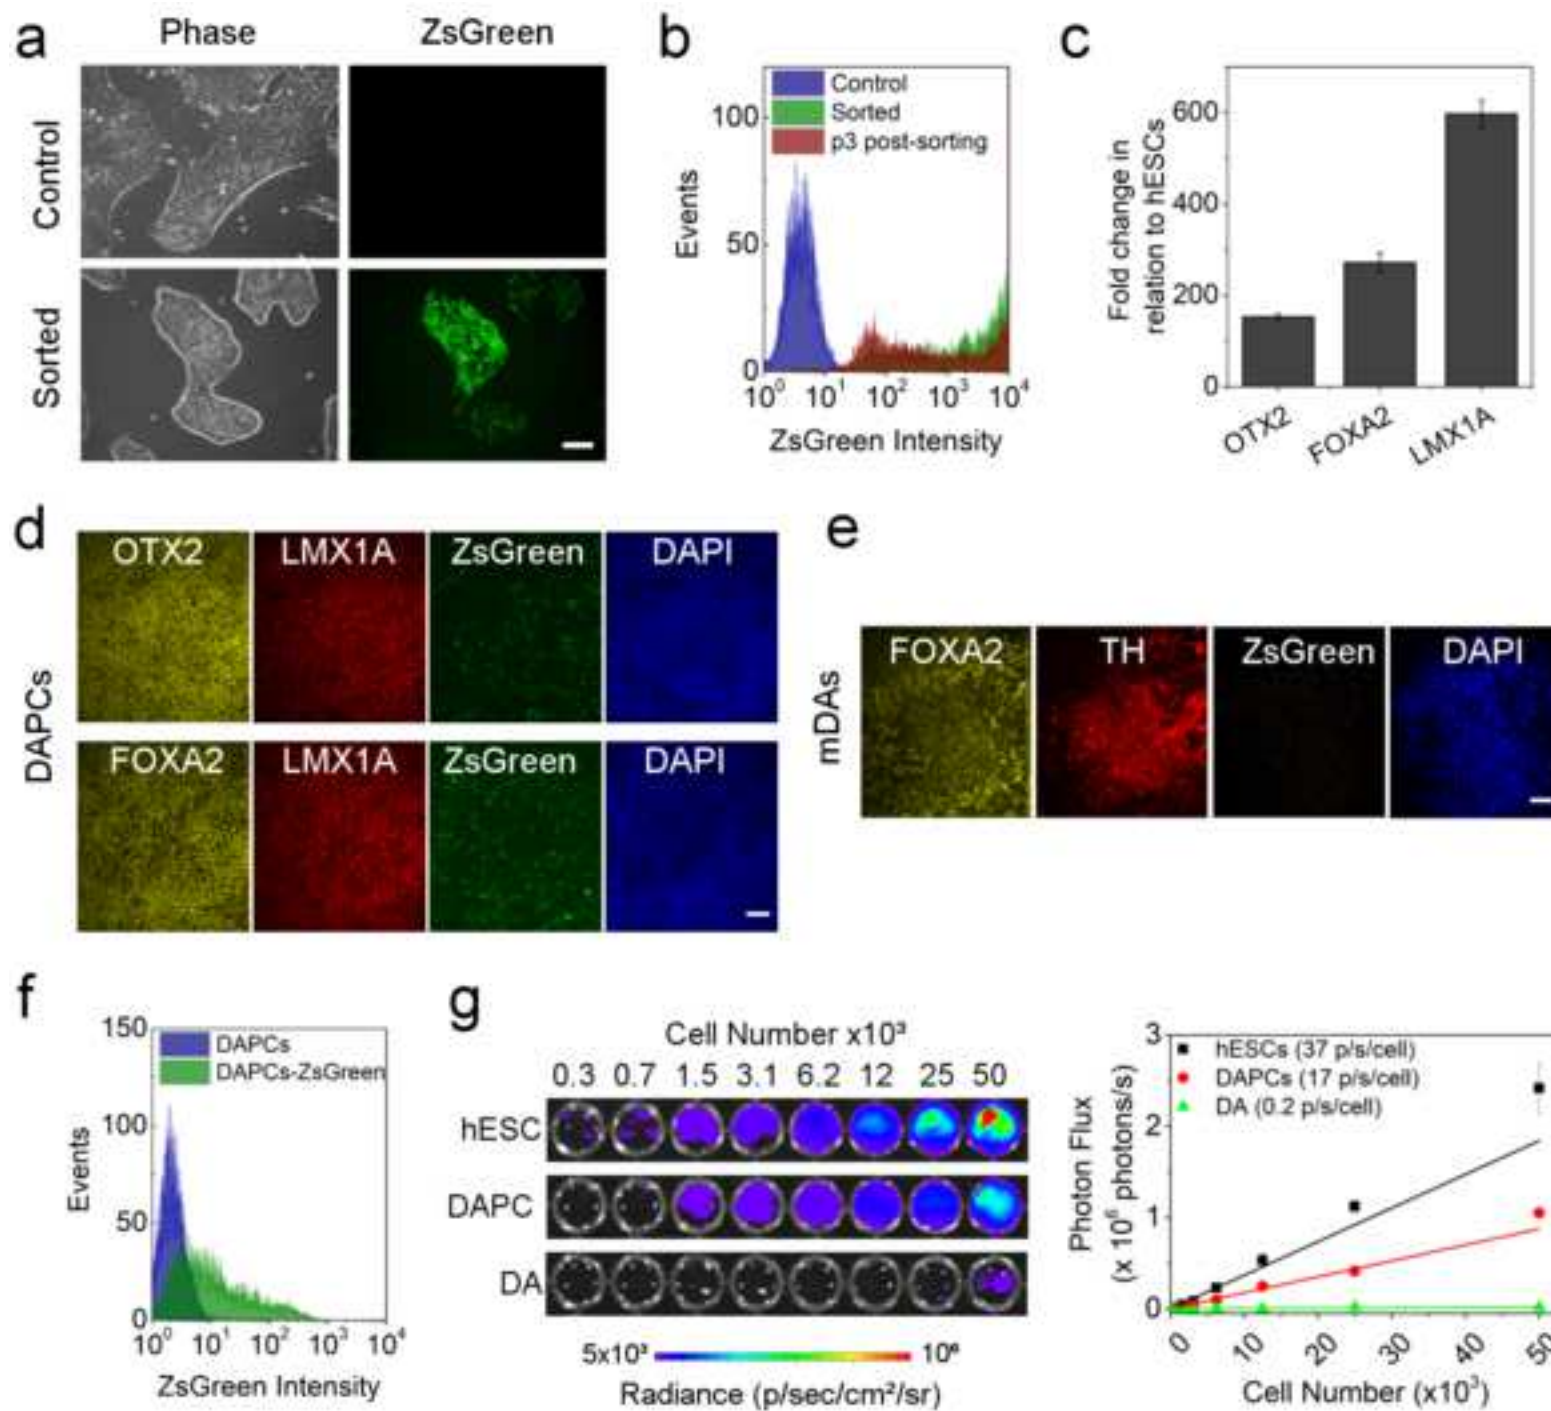 a
Phase ZsGreen
Control
Sorted
b
Control
Sorted
p3 post-sorting
Events
100
50
0
10⁰ 10¹ 10² 10³ 10⁴
ZsGreen Intensity
c
Fold change in
relation to hESCs
600
400
200
0
OTX2 FOXA2 LMX1A
d
DAPCs
OTX2 LMX1A ZsGreen DAPI
FOXA2 LMX1A ZsGreen DAPI
e
mDAs
FOXA2 TH ZsGreen DAPI
f
DAPCs
DAPCs-ZsGreen
Events
150
100
50
0
10⁰ 10¹ 10² 10³ 10⁴
ZsGreen Intensity
g
Cell Number x10³
0.3 0.7 1.5 3.1 6.2 12 25 50
hESC
DAPC
DA
5x10³ 10⁶
Radiance (p/sec/cm²/sr)
hESCs (37 p/s/cell)
DAPCs (17 p/s/cell)
DA (0.2 p/s/cell)
Photon Flux
(x 10⁶ photons/s)
3
2
1
0
0 10 20 30 40 50
Cell Number (x10³)